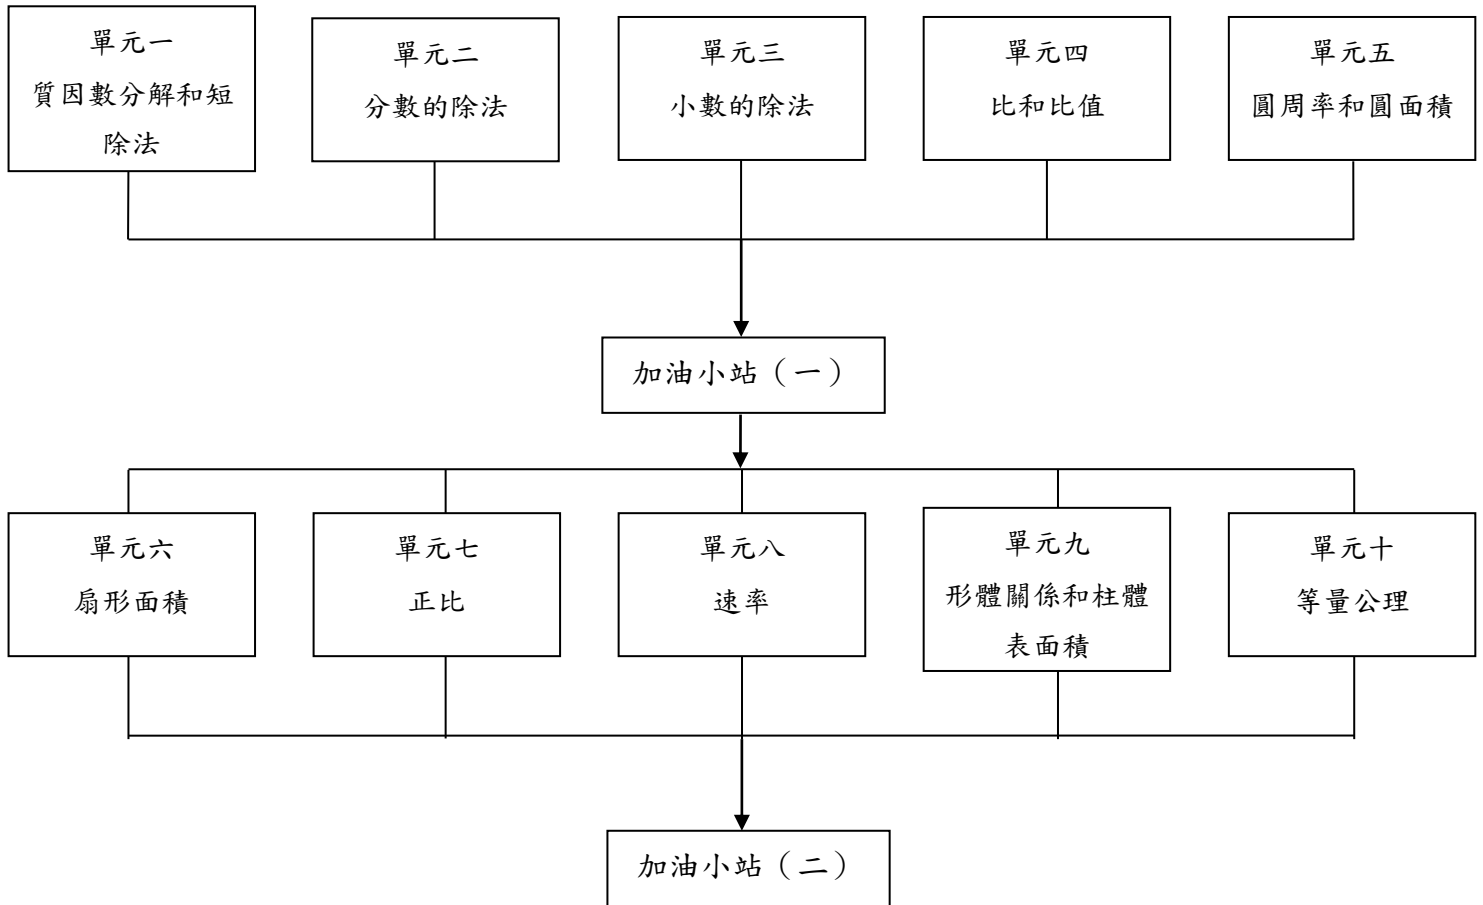 單元一
質因數分解和短
除法
單元二
分數的除法
單元三
小數的除法
單元四
比和比值
單元五
圓周率和圓面積
加油小站（一）
單元六
扇形面積
單元七
正比
單元八
速率
單元九
形體關係和柱體
表面積
單元十
等量公理
加油小站（二）